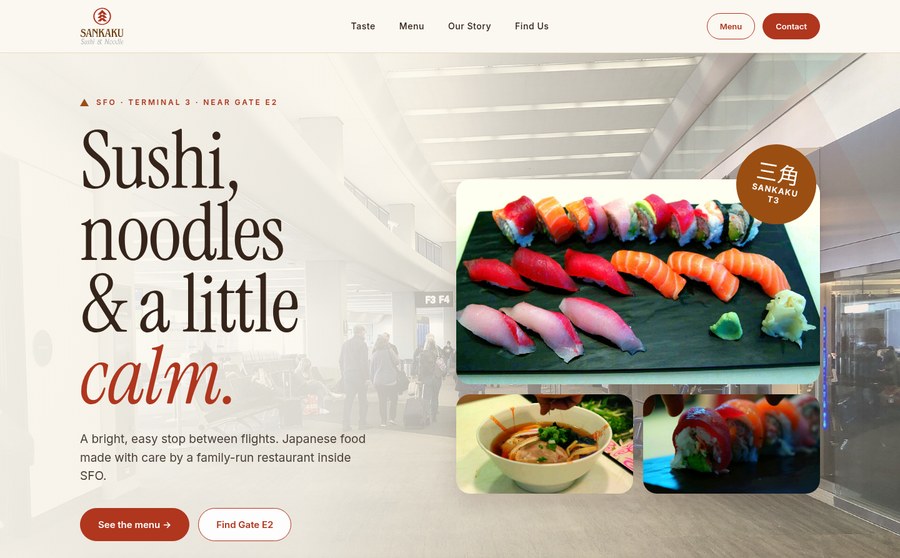 SANKAKU
Sushi & Noodle
Taste
Menu
Our Story
Find Us
Menu
Contact
SFO · TERMINAL 3 · NEAR GATE E2
Sushi,
noodles
& a little
calm.
A bright, easy stop between flights. Japanese food
made with care by a family-run restaurant inside
SFO.
See the menu →
Find Gate E2
三角
SANKAKU
T3
F3 F4